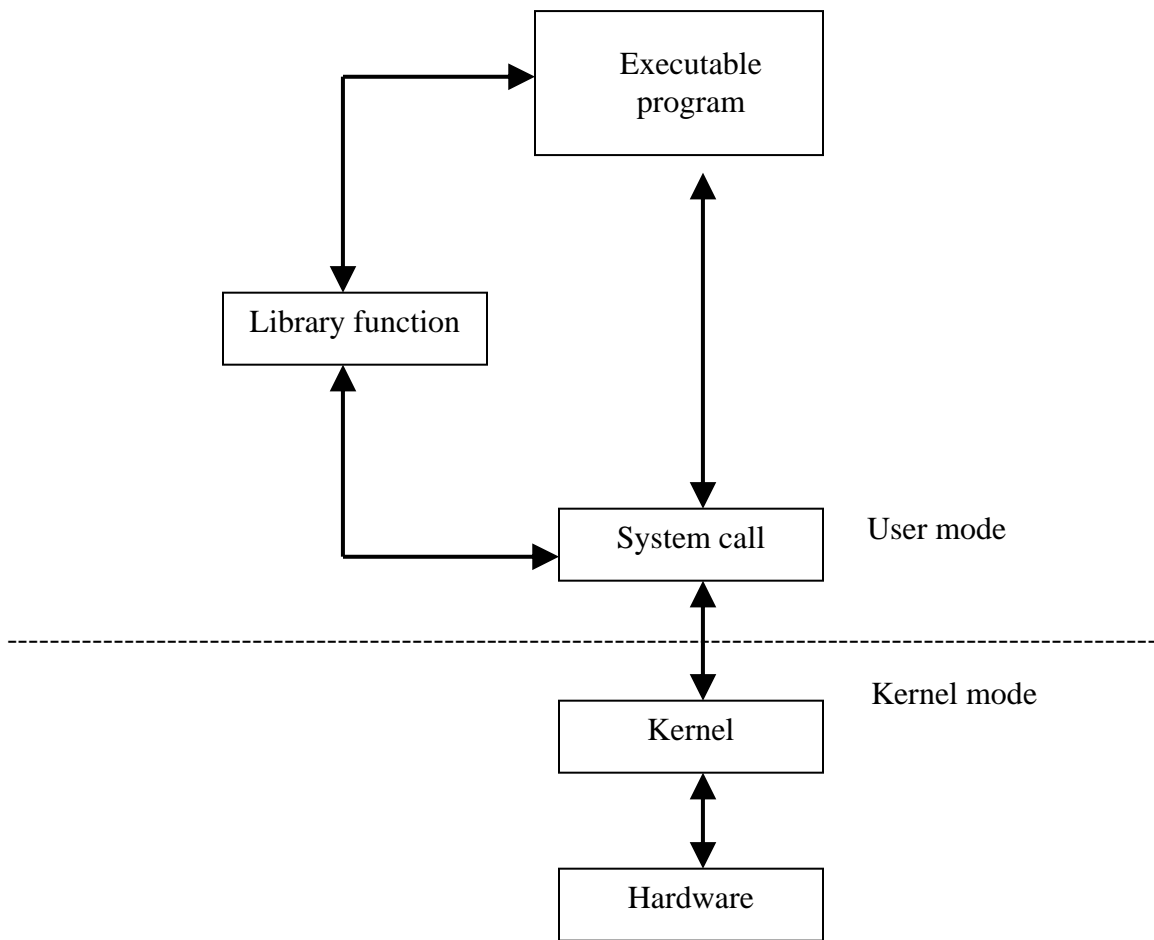 Executable
program
Library function
System call
User mode
Kernel mode
Kernel
Hardware